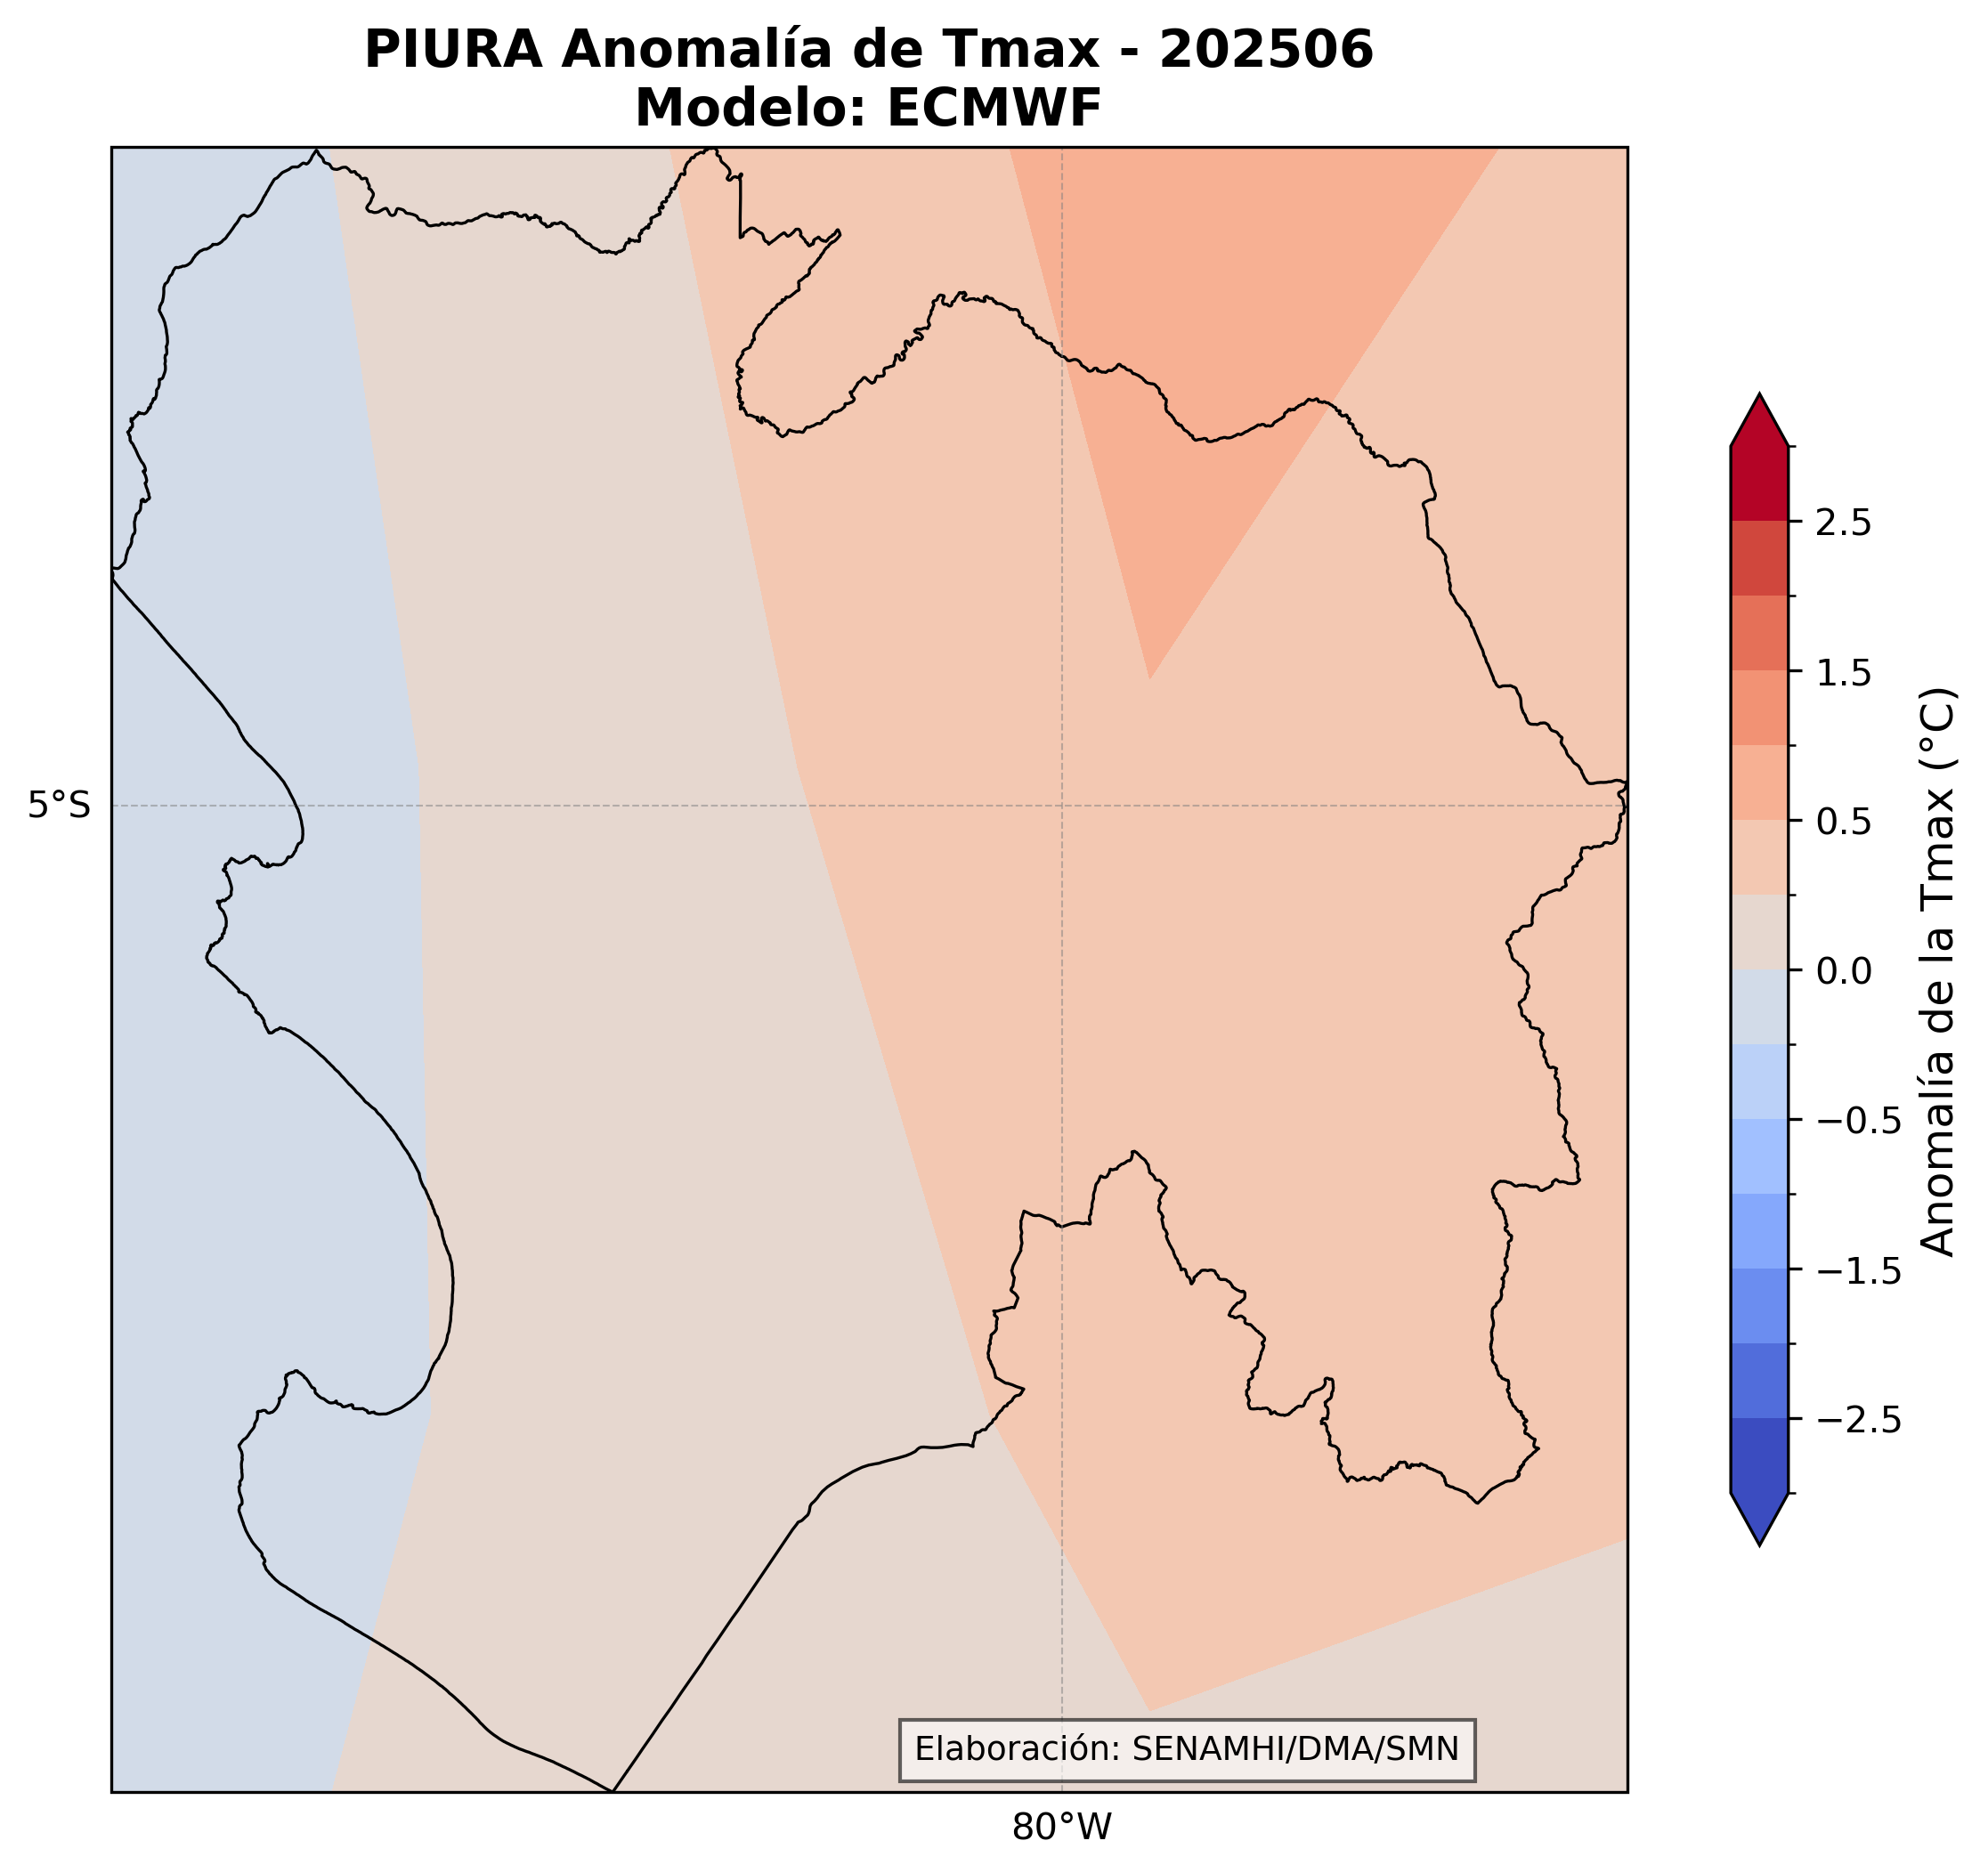 PIURA Anomalía de Tmax - 202506
Modelo: ECMWF
5°S
80°W
Elaboración: SENAMHI/DMA/SMN
2.5
1.5
0.5
0.0
−0.5
−1.5
−2.5
Anomalía de la Tmax (°C)